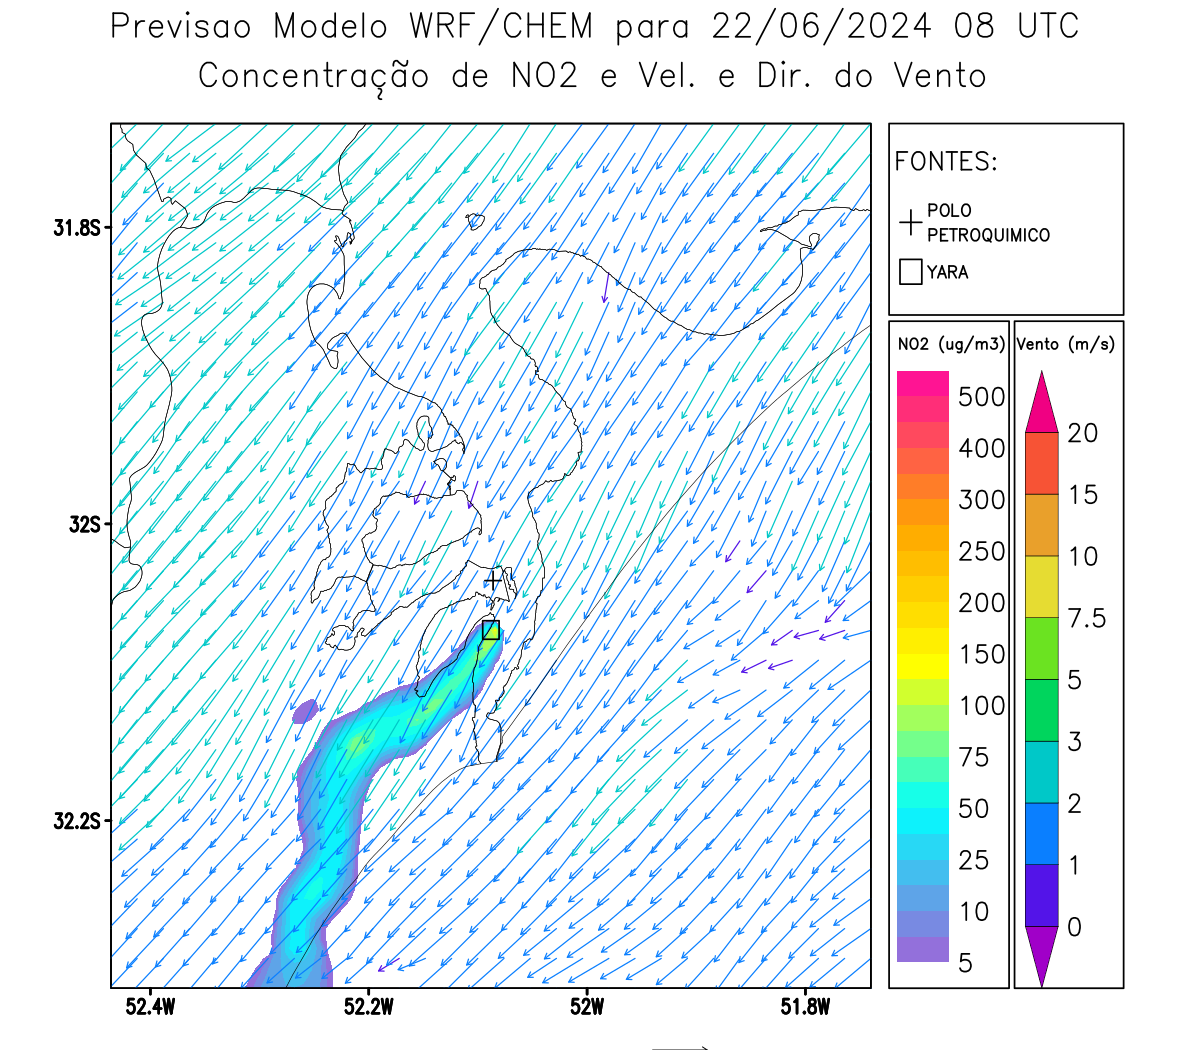 Previsao Modelo WRF/CHEM para 22/06/2024 08 UTC
Concentração de NO2 e Vel. e Dir. do Vento
FONTES:
POLO
PETROQUIMICO
YARA
NO2 (ug/m3)
500
400
300
250
200
150
100
75
50
25
10
5
Vento (m/s)
20
15
10
7.5
5
3
2
1
0
31.8S
32S
32.2S
52.4W
52.2W
52W
51.8W